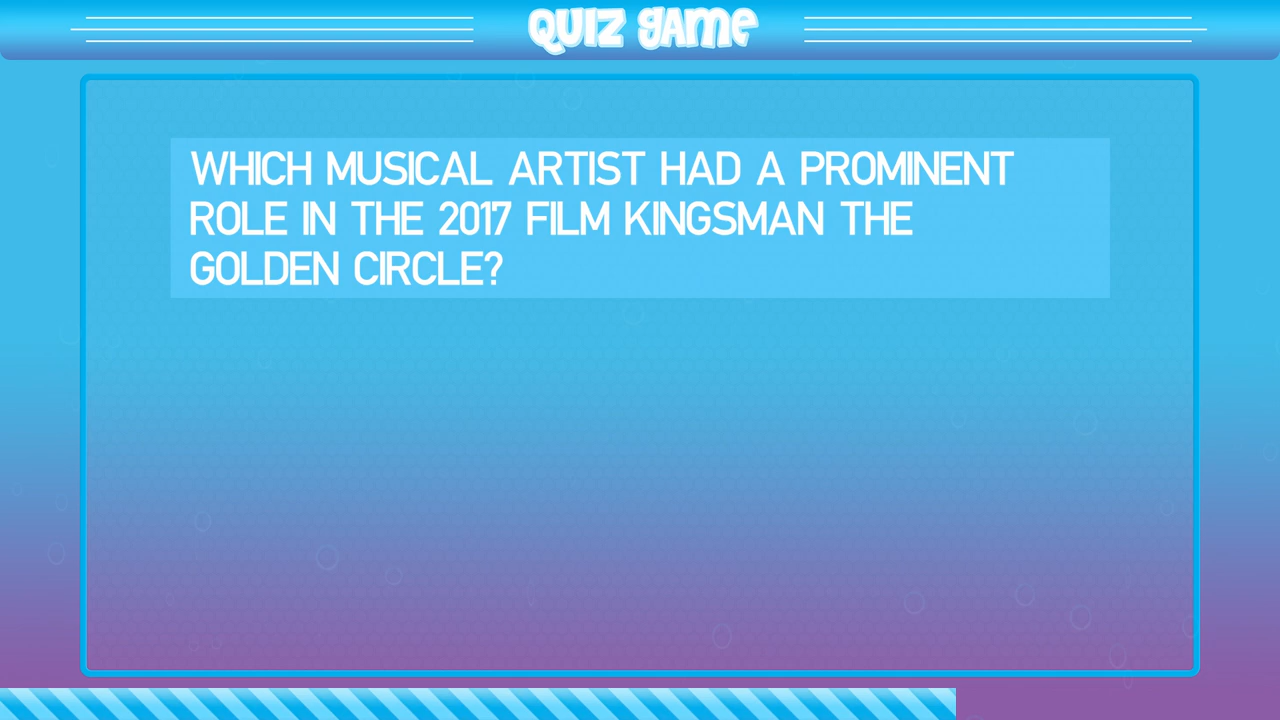 QUIZ GAME
WHICH MUSICAL ARTIST HAD A PROMINENT
ROLE IN THE 2017 FILM KINGSMAN THE
GOLDEN CIRCLE?